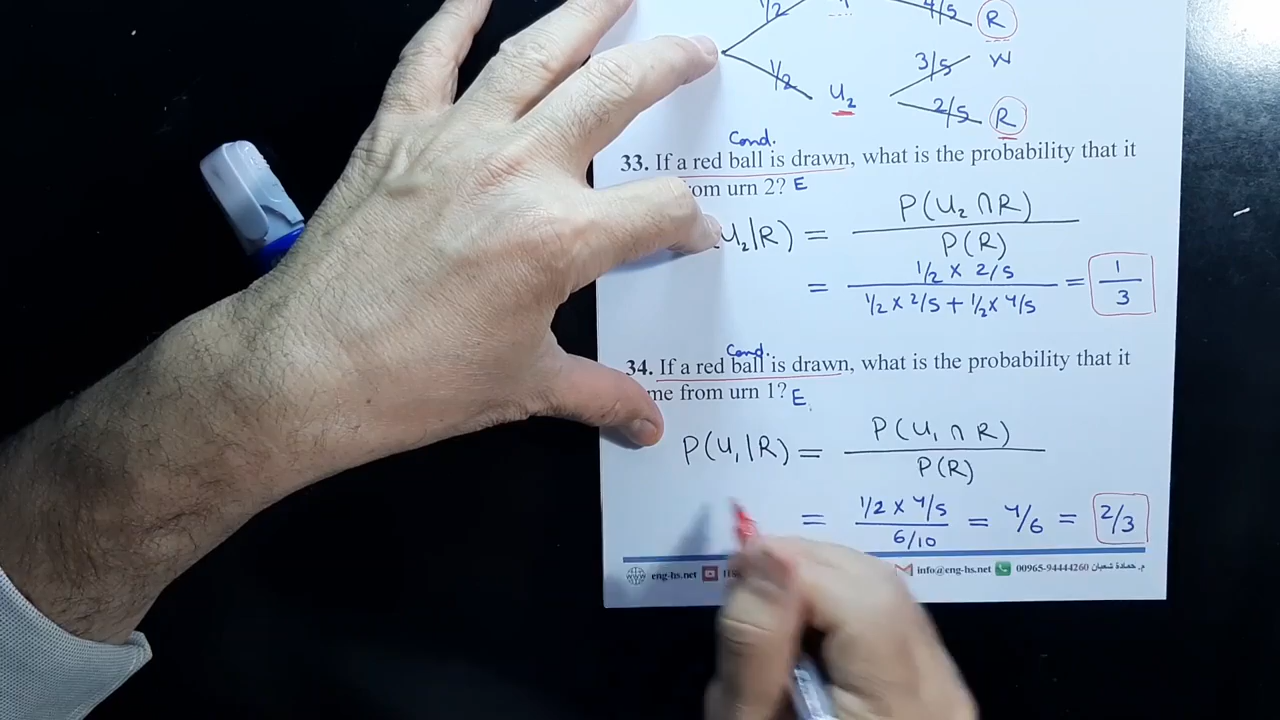 1/2
4/5 R
3/5 W
1/2 U2
2/5 R
Cond.
33. If a red ball is drawn, what is the probability that it
from urn 2? E
U2|R) = P(U2 ∩ R) / P(R)
= 1/2 x 2/5 / 1/2 x 2/5 + 1/2 x 4/5 = 1/3
Cond.
34. If a red ball is drawn, what is the probability that it
me from urn 1? E
P(U1|R) = P(U1 ∩ R) / P(R)
= 1/2 x 4/5 / 6/10 = 4/6 = 2/3
eng-hs.net info@eng-hs.net 00965-94444260 م. حمادة شعبان